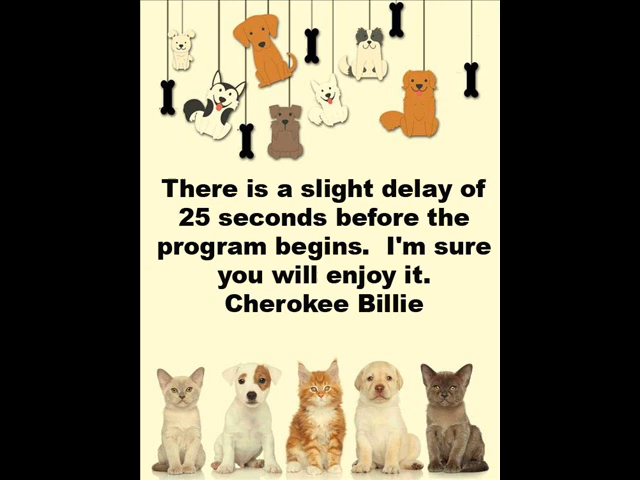 There is a slight delay of
25 seconds before the
program begins.  I'm sure
you will enjoy it.
Cherokee Billie